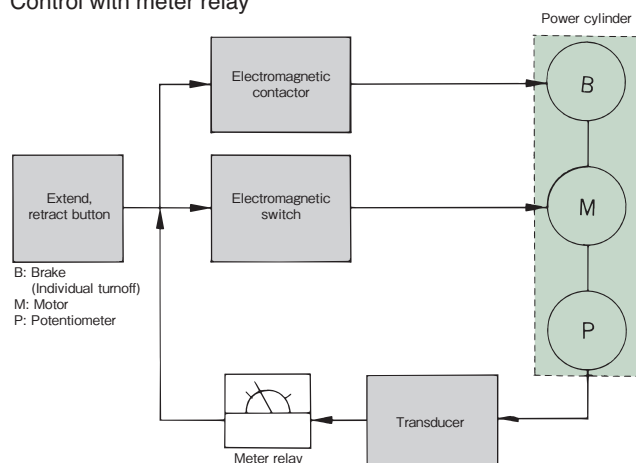 Control with meter relay
Power cylinder
Electromagnetic
contactor
B
Extend,
retract button
Electromagnetic
switch
M
B: Brake
(Individual turnoff)
M: Motor
P: Potentiometer
P
Transducer
Meter relay